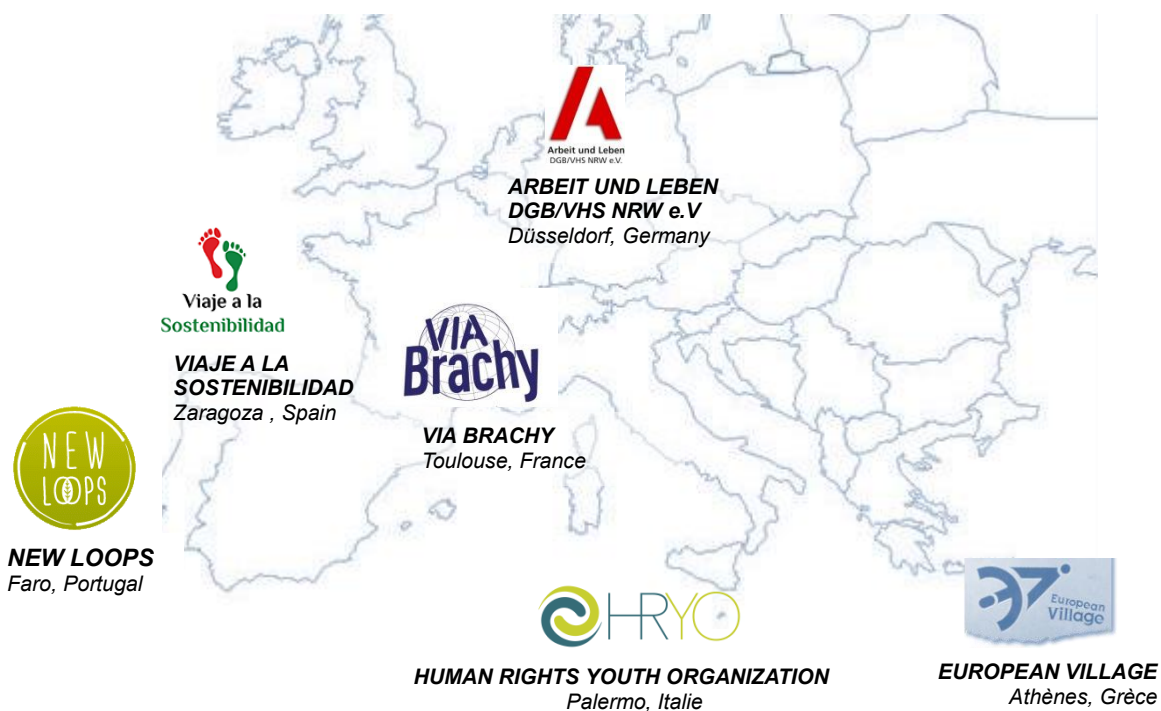 Arbeit und Leben
DGB/VHS NRW e.V.
ARBEIT UND LEBEN
DGB/VHS NRW e.V
Düsseldorf, Germany
Viaje a la
Sostenibilidad
VIAJE A LA
SOSTENIBILIDAD
Zaragoza , Spain
VIA
Brachy
VIA BRACHY
Toulouse, France
NEW
LOOPS
NEW LOOPS
Faro, Portugal
HRYO
HUMAN RIGHTS YOUTH ORGANIZATION
Palermo, Italie
European
Village
EUROPEAN VILLAGE
Athènes, Grèce